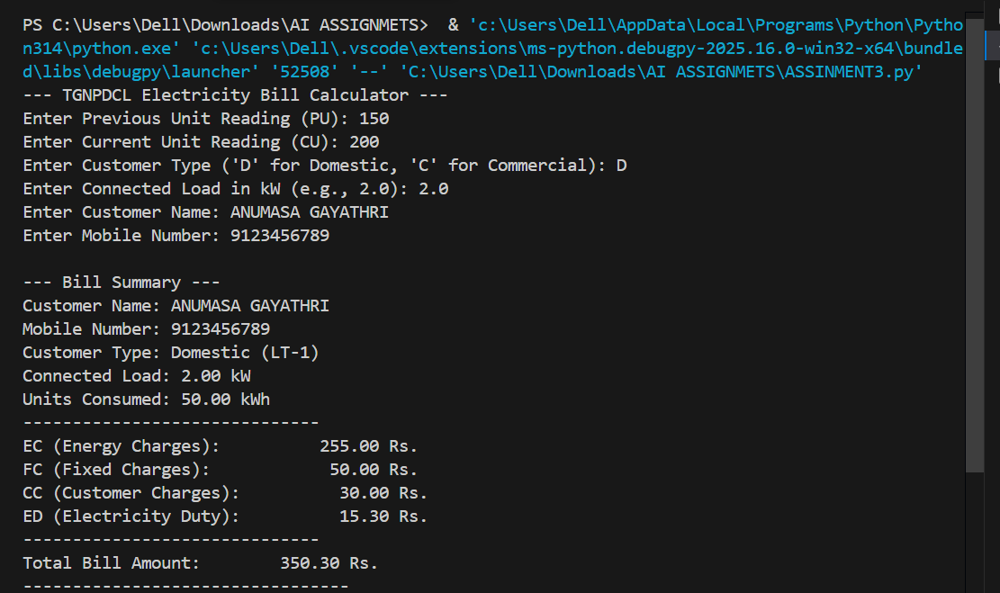 PS C:\Users\Dell\Downloads\AI ASSIGNMETS>  & 'c:\Users\Dell\AppData\Local\Programs\Python\Pytho
n314\python.exe' 'c:\Users\Dell\.vscode\extensions\ms-python.debugpy-2025.16.0-win32-x64\bundle
d\libs\debugpy\launcher' '52508' '--' 'C:\Users\Dell\Downloads\AI ASSIGNMETS\ASSINMENT3.py'
--- TGNPDCL Electricity Bill Calculator ---
Enter Previous Unit Reading (PU): 150
Enter Current Unit Reading (CU): 200
Enter Customer Type ('D' for Domestic, 'C' for Commercial): D
Enter Connected Load in kW (e.g., 2.0): 2.0
Enter Customer Name: ANUMASA GAYATHRI
Enter Mobile Number: 9123456789
--- Bill Summary ---
Customer Name: ANUMASA GAYATHRI
Mobile Number: 9123456789
Customer Type: Domestic (LT-1)
Connected Load: 2.00 kW
Units Consumed: 50.00 kWh
------------------------------
EC (Energy Charges):          255.00 Rs.
FC (Fixed Charges):            50.00 Rs.
CC (Customer Charges):          30.00 Rs.
ED (Electricity Duty):          15.30 Rs.
------------------------------
Total Bill Amount:        350.30 Rs.
---------------------------------